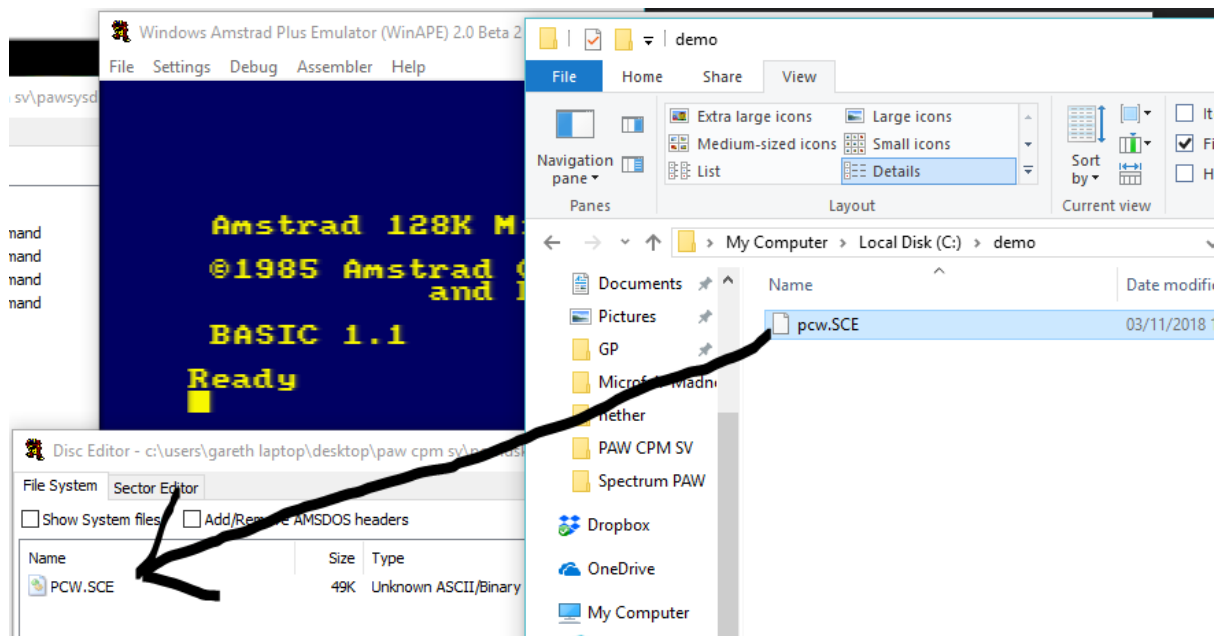 Windows Amstrad Plus Emulator (WinAPE) 2.0 Beta 2
File Settings Debug Assembler Help
sv\pawsysd
mand
mand
mand
mand
Amstrad 128K M
©1985 Amstrad
and
BASIC 1.1
Ready
Disc Editor - c:\users\gareth laptop\desktop\paw cpm sv\
File System Sector Editor
Show System files Add/Remove AMSDOS headers
Name Size Type
PCW.SCE 49K Unknown ASCII/Binary
demo
File Home Share View
Navigation pane
Extra large icons Large icons
Medium-sized icons Small icons
List Details
Sort by
It
Fi
H
Panes Layout Current view
My Computer > Local Disk (C:) > demo
Documents
Pictures
GP
nether
PAW CPM SV
Spectrum PAW
Dropbox
OneDrive
My Computer
Name Date modifie
pcw.SCE 03/11/2018 1